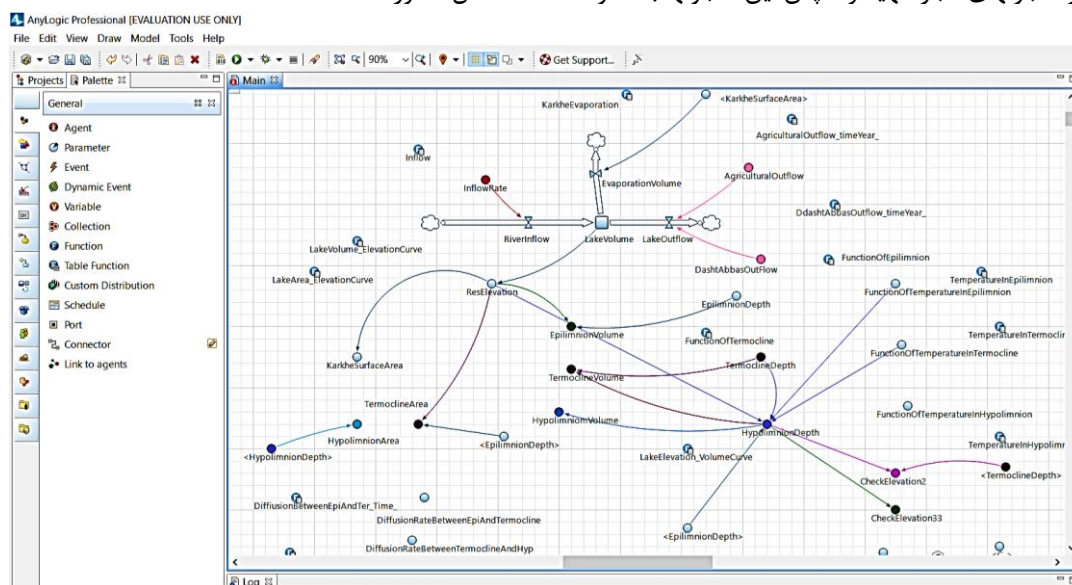 AnyLogic Professional [EVALUATION USE ONLY]
File Edit View Draw Model Tools Help
90%
Get Support...
Projects
Palette
Main
General
Agent
Parameter
Event
Dynamic Event
Variable
Collection
Function
Table Function
Custom Distribution
Schedule
Port
Connector
Link to agents
KarkheEvaporation
<KarkheSurfaceArea>
AgriculturalOutflow_timeYear_
Inflow
InflowRate
EvaporationVolume
AgriculturalOutflow
DdashtAbbasOutflow_timeYear_
RiverInflow
LakeVolume
LakeOutflow
LakeVolume_ElevationCurve
DashtAbbasOutFlow
FunctionOfEpilimnion
LakeArea_ElevationCurve
ResElevation
EpilimnionDepth
FunctionOfTemperatureInEpilimnion
TemperatureInEpilimnion
EpilimnionVolume
FunctionOfTermocline
TemperatureInTermoclir
FunctionOfTemperatureInTermocline
KarkheSurfaceArea
TermoclineVolume
TermoclineDepth
TermoclineArea
HypolimnionVolume
HypolimnionDepth
FunctionOfTemperatureInHypolimnion
HypolimnionArea
<EpilimnionDepth>
TemperatureInHypolimr
<HypolimnionDepth>
LakeElevation_VolumeCurve
CheckElevation2
<TermoclineDepth>
DiffusionBetweenEpiAndTer_Time_
DiffusionRateBetweenEpiAndTermocline
CheckElevation33
<EpilimnionDepth>
DiffusionRateBetweenTermoclineAndHyp
Log